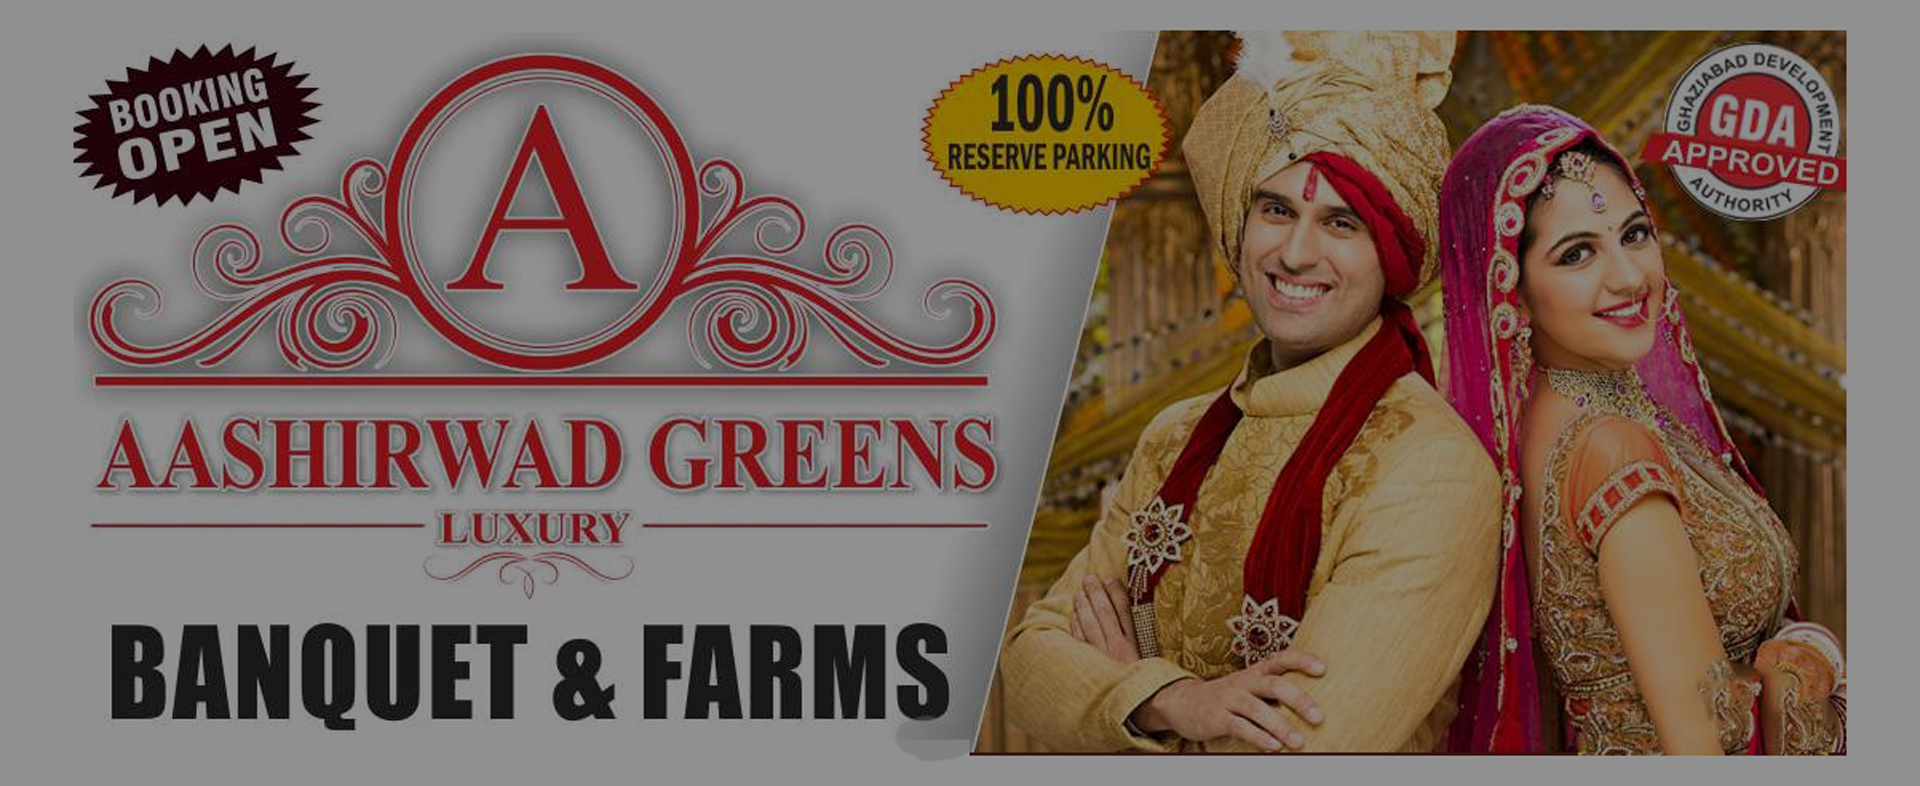 BOOKING
OPEN
A
AASHIRWAD GREENS
LUXURY
BANQUET & FARMS
100%
RESERVE PARKING
GHAZIABAD DEVELOPMENT
GDA
APPROVED
AUTHORITY